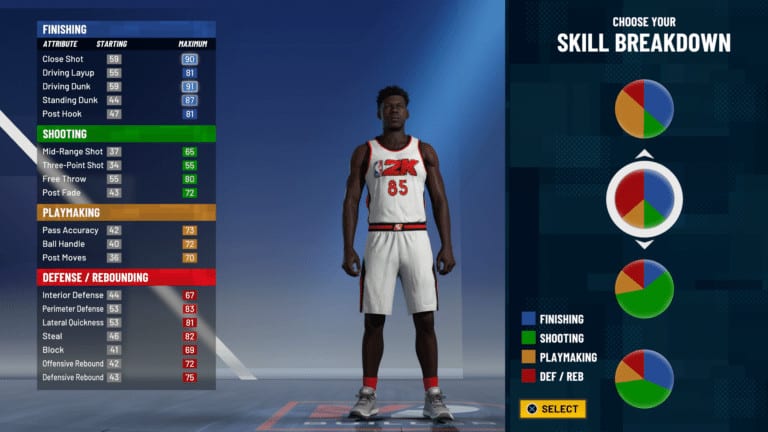 FINISHING
ATTRIBUTE STARTING MAXIMUM
Close Shot 59 90
Driving Layup 55 81
Driving Dunk 59 91
Standing Dunk 44 87
Post Hook 47 81
SHOOTING
Mid-Range Shot 37 65
Three-Point Shot 34 55
Free Throw 55 80
Post Fade 43 72
PLAYMAKING
Pass Accuracy 42 73
Ball Handle 40 72
Post Moves 36 70
DEFENSE / REBOUNDING
Interior Defense 44 67
Perimeter Defense 53 83
Lateral Quickness 53 81
Steal 46 82
Block 41 69
Offensive Rebound 42 72
Defensive Rebound 43 75
2K
85
CHOOSE YOUR
SKILL BREAKDOWN
FINISHING
SHOOTING
PLAYMAKING
DEF / REB
SELECT